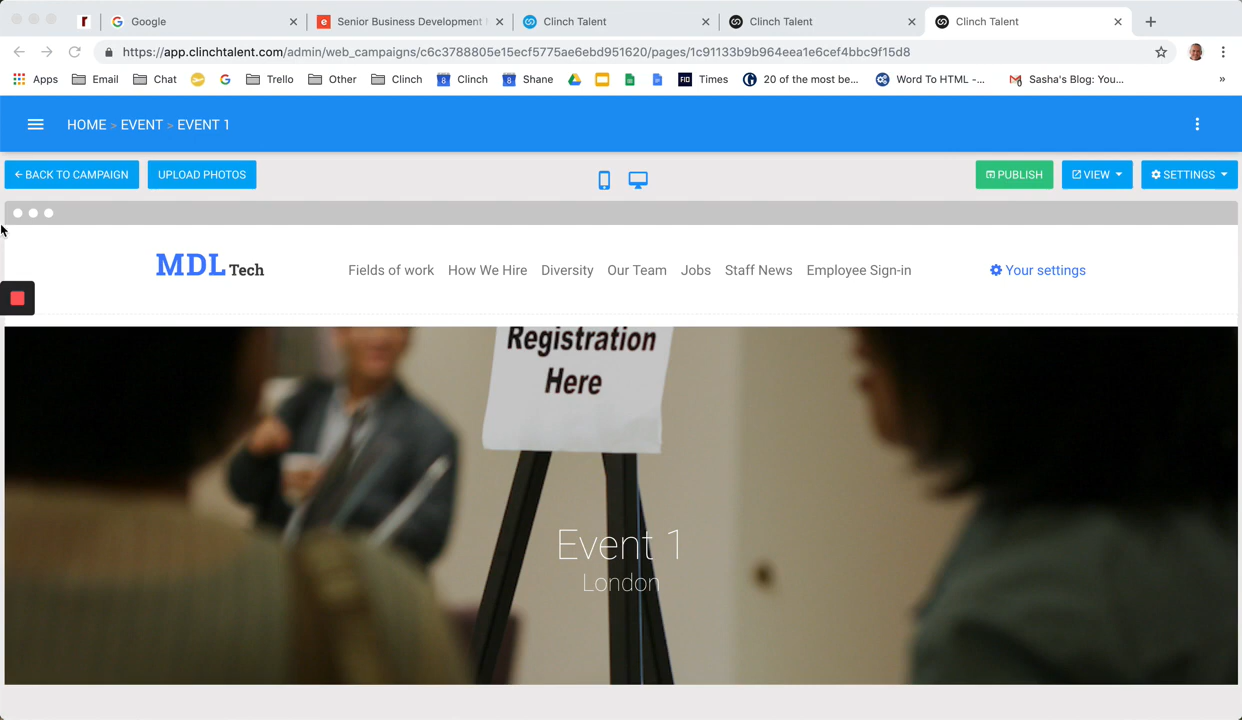 Google
Senior Business Development
Clinch Talent
Clinch Talent
Clinch Talent
https://app.clinchtalent.com/admin/web_campaigns/c6c3788805e15ecf5775ae6ebd951620/pages/1c91133b9b964eea1e6cef4bbc9f15d8
Apps Email Chat Trello Other Clinch Clinch Shane Times 20 of the most be... Word To HTML -... Sasha's Blog: You... »
HOME > EVENT > EVENT 1
BACK TO CAMPAIGN UPLOAD PHOTOS PUBLISH VIEW SETTINGS
MDL Tech Fields of work How We Hire Diversity Our Team Jobs Staff News Employee Sign-in Your settings
Registration
Here
Event 1
London